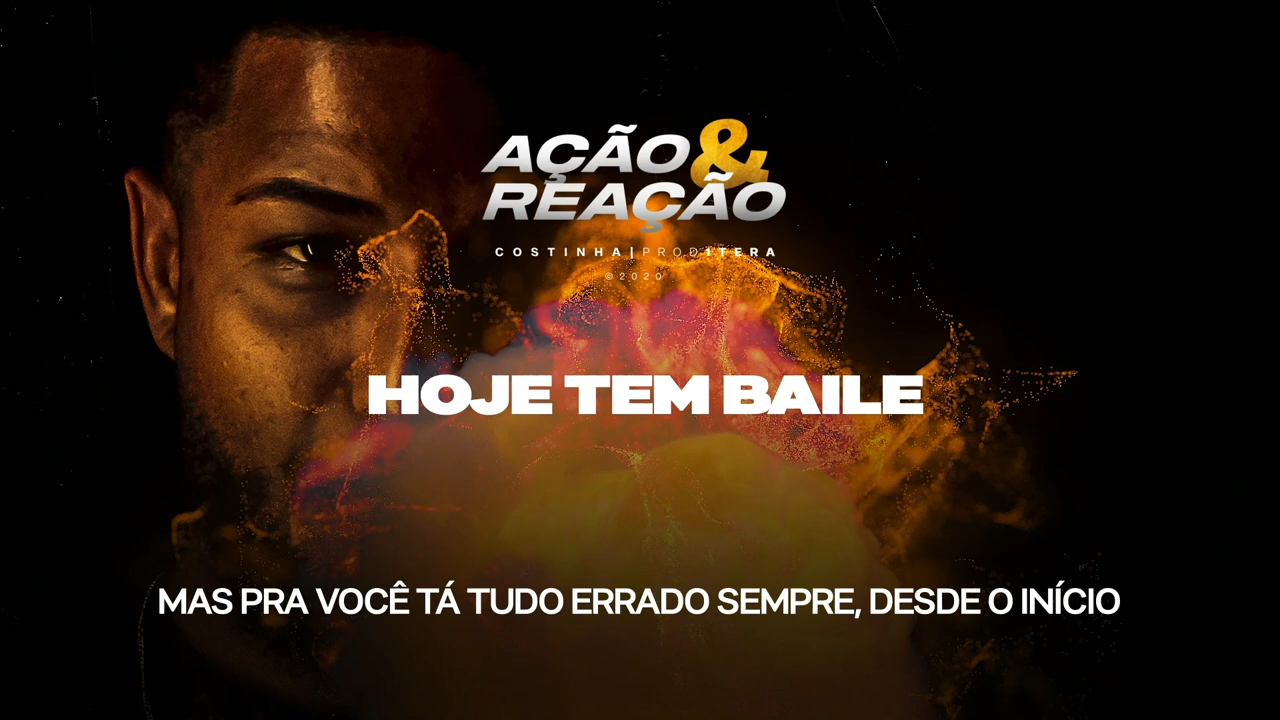 AÇÃO &
REAÇÃO
COSTINHA|PROD ITERA
©2020
HOJE TEM BAILE
MAS PRA VOCÊ TÁ TUDO ERRADO SEMPRE, DESDE O INÍCIO